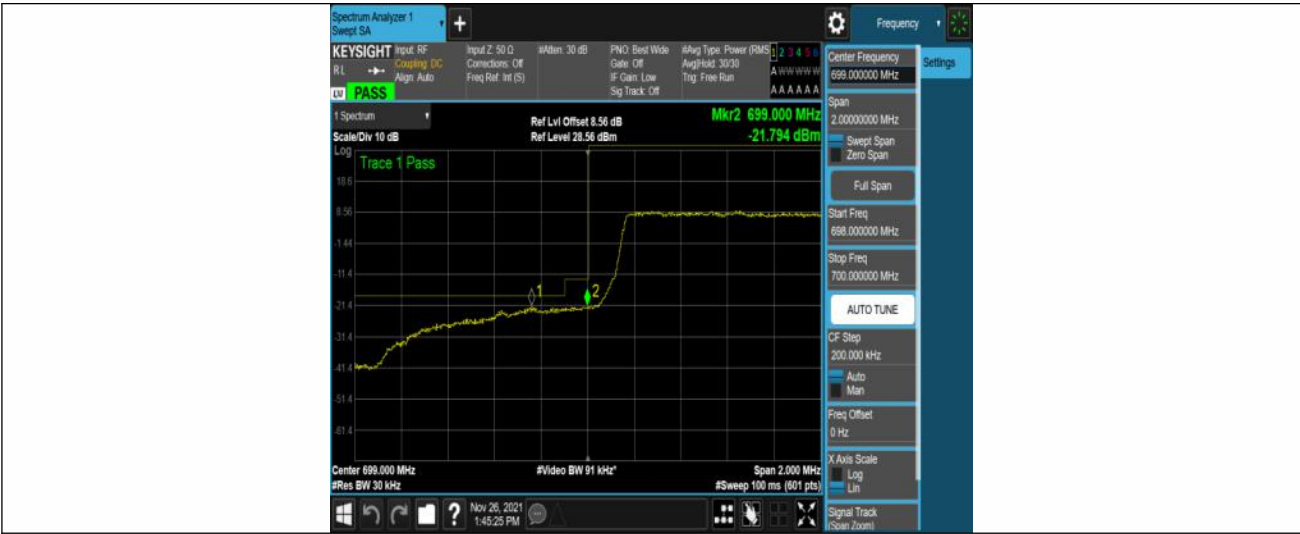 Spectrum Analyzer 1
Swept SA
+
Frequency
KEYSIGHT
RL
PASS
Input: RF
Coupling: DC
Align: Auto
Input Z: 50 Ω
Corrections: Off
Freq Ref: Int (S)
#Atten: 30 dB
PNO: Best Wide
Gate: Off
IF Gain: Low
Sig Track: Off
#Avg Type: Power (RMS
Avg|Hold: 30/30
Trig: Free Run
1 2 3 4 5 6
A W W W W W
A A A A A A
1 Spectrum
Scale/Div 10 dB
Ref Lvl Offset 8.56 dB
Ref Level 28.56 dBm
Mkr2 699.000 MHz
-21.794 dBm
Log
Trace 1 Pass
18.6
8.56
-1.44
-11.4
-21.4
-31.4
-41.4
-51.4
-61.4
1
2
Center 699.000 MHz
#Res BW 30 kHz
#Video BW 91 kHz*
Span 2.000 MHz
#Sweep 100 ms (601 pts)
?
Nov 26, 2021
1:45:25 PM
Center Frequency
699.000000 MHz
Settings
Span
2.00000000 MHz
Swept Span
Zero Span
Full Span
Start Freq
698.000000 MHz
Stop Freq
700.000000 MHz
AUTO TUNE
CF Step
200.000 kHz
Auto
Man
Freq Offset
0 Hz
X Axis Scale
Log
Lin
Signal Track
(Span Zoom)